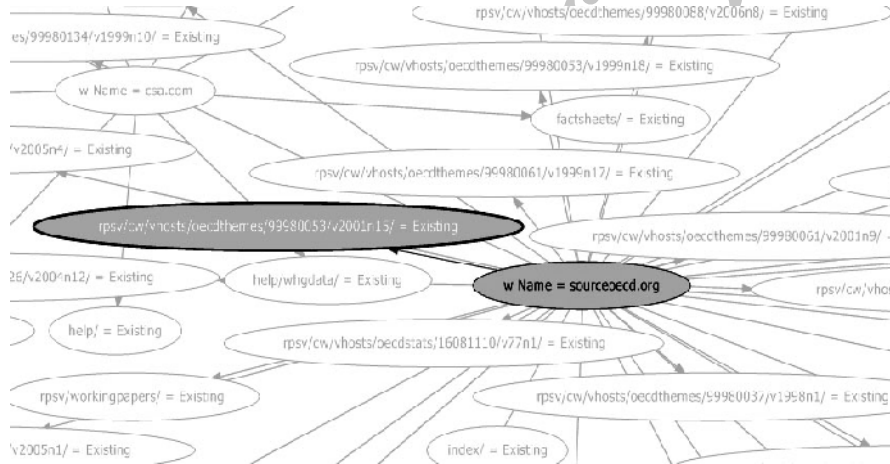 rpsv/cw/vhosts/oecdthemes/99980088/v2006n8/ = Existing
es/99980134/v1999n10/ = Existing
rpsv/cw/vhosts/oecdthemes/99980053/v1999n18/ = Existing
w Name = csa.com
factsheets/ = Existing
/v2005n4/ = Existing
rpsv/cw/vhosts/oecdthemes/99980061/v1999n17/ = Existing
rpsv/cw/vhosts/oecdthemes/99980053/v2001n15/ = Existing
rpsv/cw/vhosts/oecdthemes/99980061/v2001n9/ =
26/v2004n12/ = Existing
help/whgdata/ = Existing
w Name = sourceoecd.org
rpsv/cw/vhos
help/ = Existing
rpsv/cw/vhosts/oecdstats/16081110/v77n1/ = Existing
rpsv/workingpapers/ = Existing
rpsv/cw/vhosts/oecdthemes/99980037/v1998n1/ = Existing
/v2005n1/ = Existing
index/ = Existing